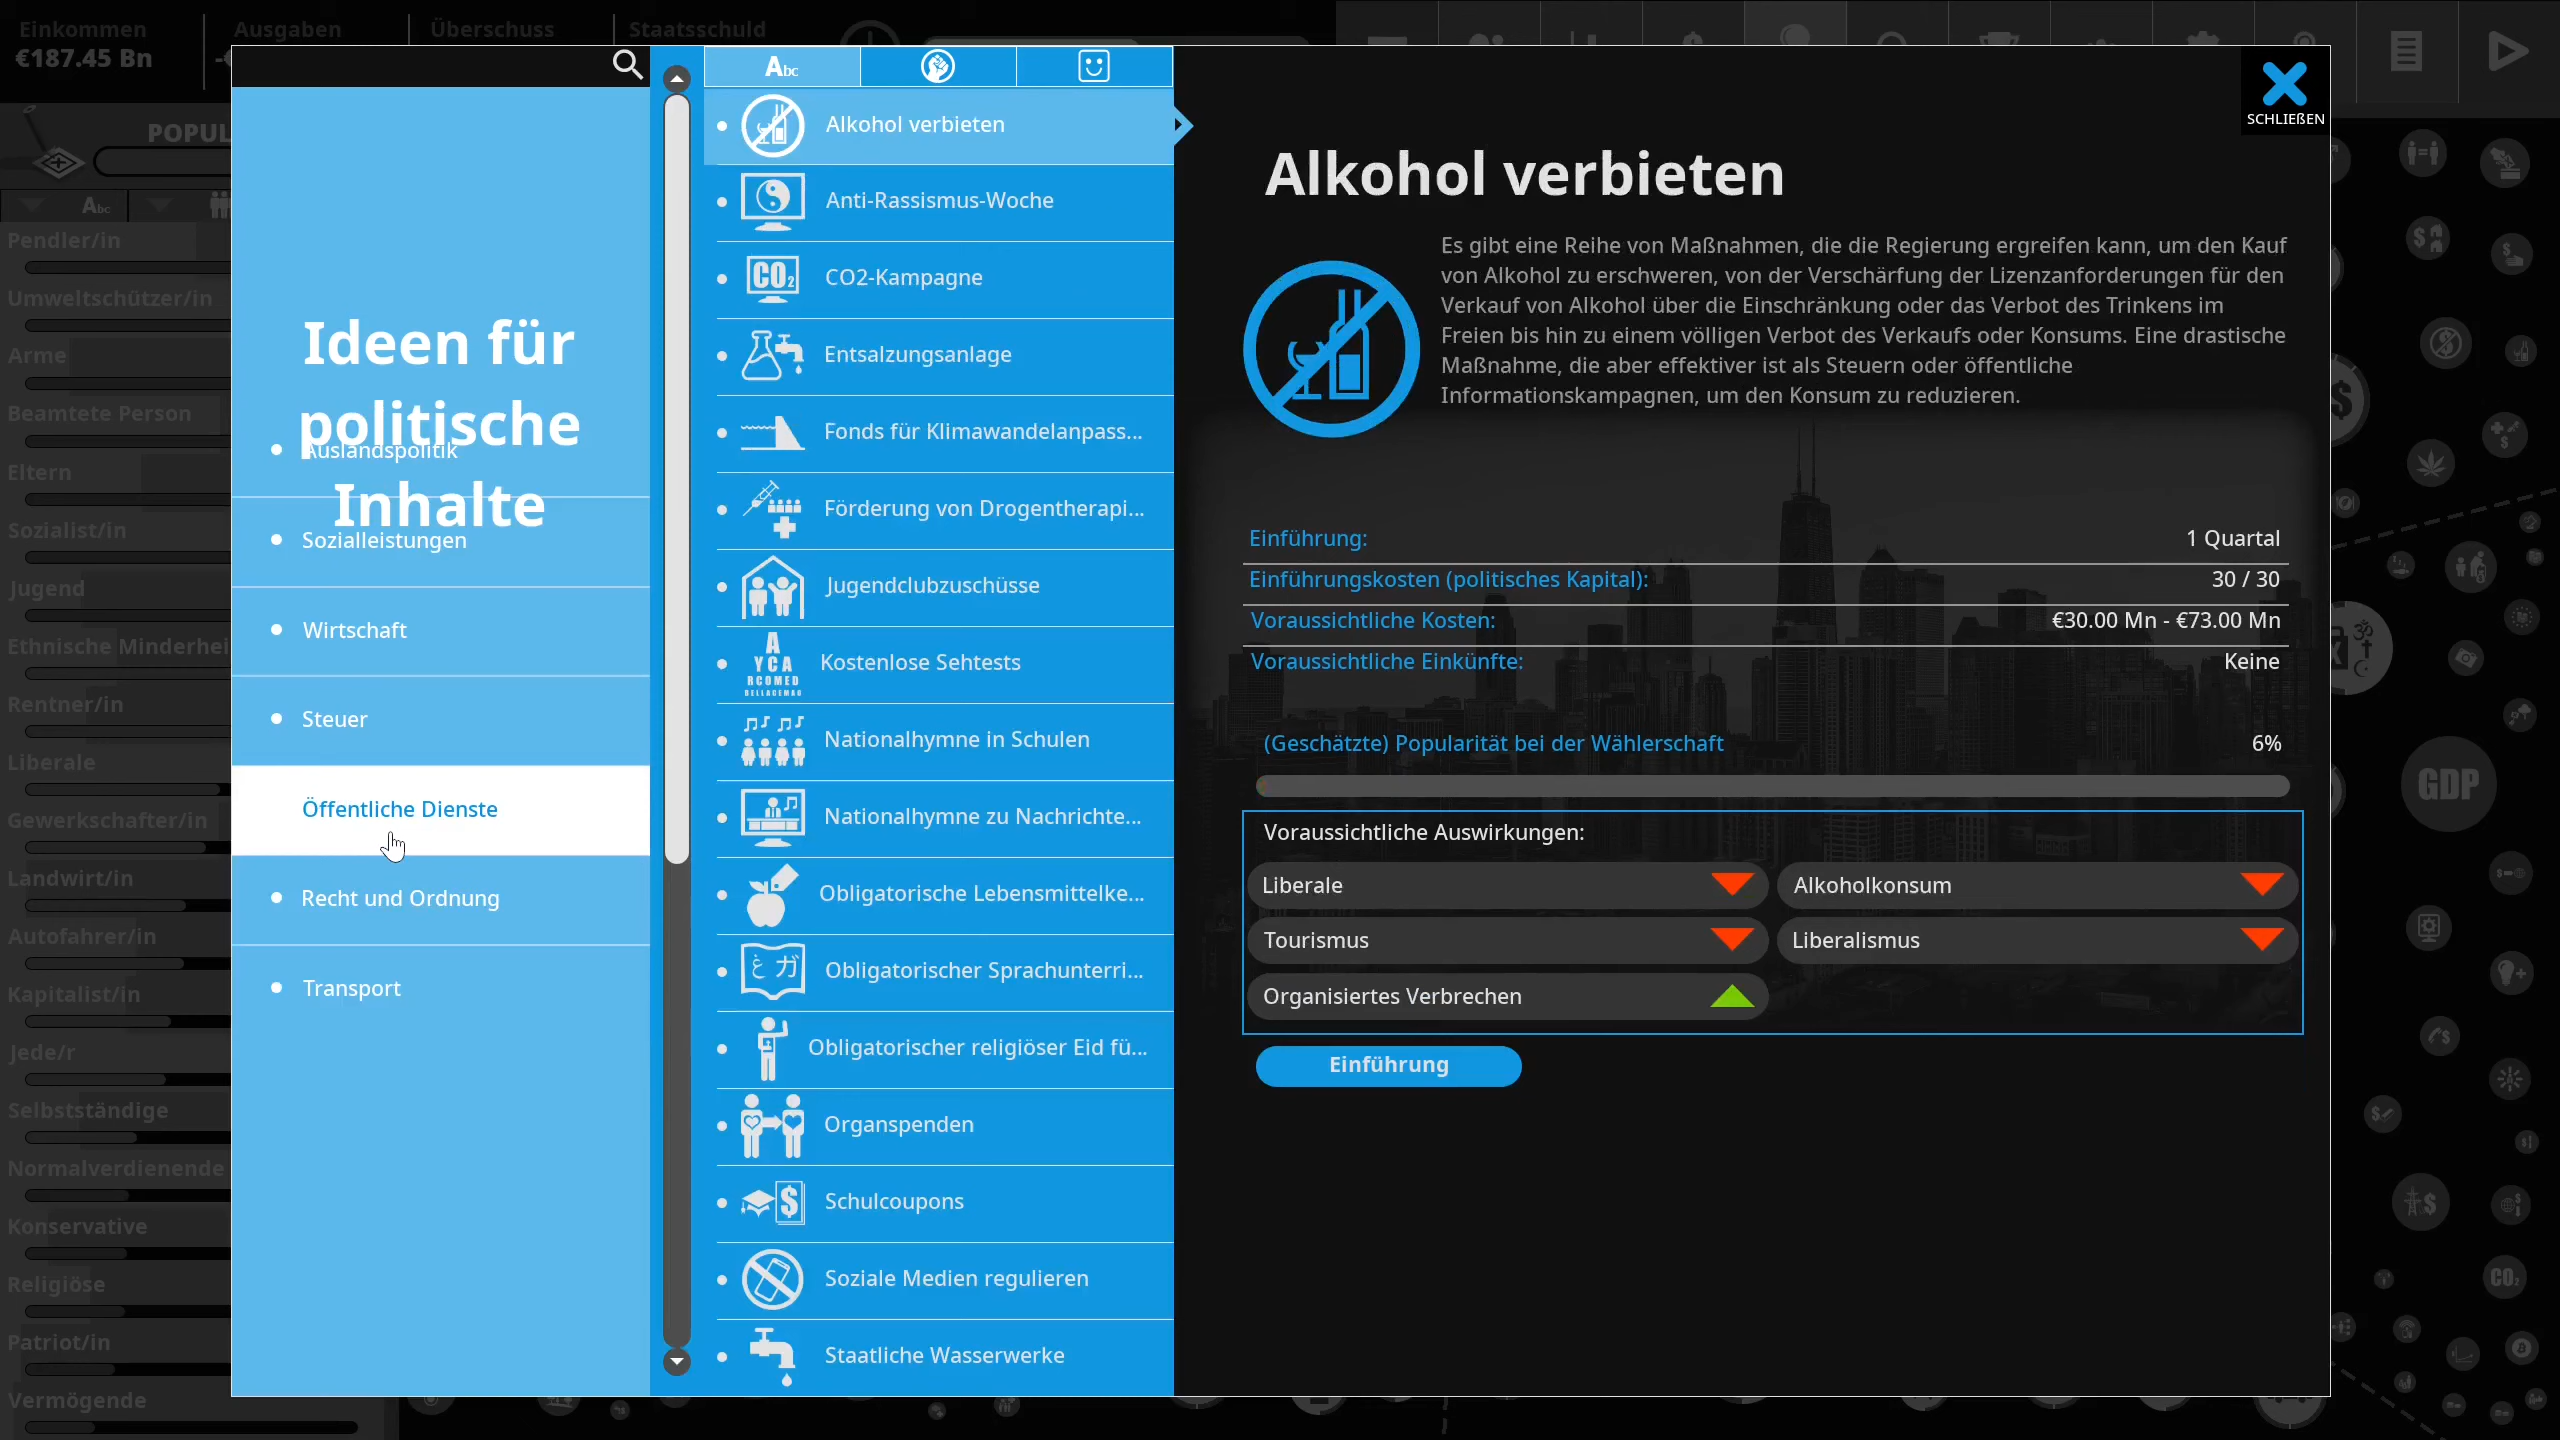 Einkommen
Ausgaben
Überschuss
Staatsschuld
€187.45 Bn
POPUL
Abc
Pendler/in
Umweltschützer/in
Arme
Beamtete Person
Eltern
Sozialist/in
Jugend
Ethnische Minderhei
Rentner/in
Liberale
Gewerkschafter/in
Landwirt/in
Autofahrer/in
Kapitalist/in
Jede/r
Selbstständige
Normalverdienende
Konservative
Religiöse
Patriot/in
Vermögende
Ideen für
politische
Inhalte
Auslandspolitik
Sozialleistungen
Wirtschaft
Steuer
Öffentliche Dienste
Recht und Ordnung
Transport
Abc
Alkohol verbieten
Anti-Rassismus-Woche
CO2
CO2-Kampagne
Entsalzungsanlage
Fonds für Klimawandelanpass...
Förderung von Drogentherapi...
Jugendclubzuschüsse
A
YCA
RCOMED
BELLACEMAG
Kostenlose Sehtests
Nationalhymne in Schulen
Nationalhymne zu Nachrichte...
Obligatorische Lebensmittelke...
Obligatorischer Sprachunterri...
Obligatorischer religiöser Eid fü...
Organspenden
Schulcoupons
Soziale Medien regulieren
Staatliche Wasserwerke
SCHLIEßEN
Alkohol verbieten
Es gibt eine Reihe von Maßnahmen, die die Regierung ergreifen kann, um den Kauf
von Alkohol zu erschweren, von der Verschärfung der Lizenzanforderungen für den
Verkauf von Alkohol über die Einschränkung oder das Verbot des Trinkens im
Freien bis hin zu einem völligen Verbot des Verkaufs oder Konsums. Eine drastische
Maßnahme, die aber effektiver ist als Steuern oder öffentliche
Informationskampagnen, um den Konsum zu reduzieren.
Einführung: 1 Quartal
Einführungskosten (politisches Kapital): 30 / 30
Voraussichtliche Kosten: €30.00 Mn - €73.00 Mn
Voraussichtliche Einkünfte: Keine
(Geschätzte) Popularität bei der Wählerschaft 6%
Voraussichtliche Auswirkungen:
Liberale
Alkoholkonsum
Tourismus
Liberalismus
Organisiertes Verbrechen
Einführung
GDP
CO2